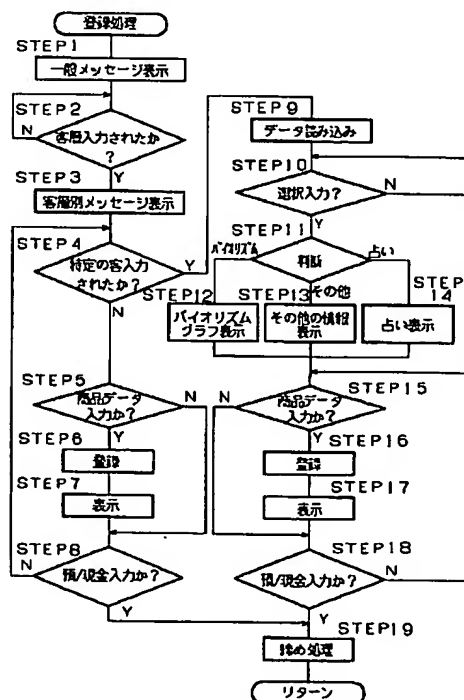 登録処理
STEP1
一般メッセージ表示
STEP2
客層入力されたか
?
N
Y
STEP3
客層別メッセージ表示
STEP4
特定の客入力
されたか?
Y
N
STEP5
商品データ
入力か?
N
Y
STEP6
登録
STEP7
表示
STEP8
預/現金入力か?
N
Y
STEP9
データ読み込み
STEP10
選択入力?
N
Y
STEP11
判断
バイオリズム
占い
その他
STEP12
バイオリズム
グラフ表示
STEP13
その他の情報
表示
STEP
14
占い表示
STEP15
商品データ
入力か?
N
Y
STEP16
登録
STEP17
表示
STEP18
預/現金入力か?
N
Y
STEP19
締め処理
リターン